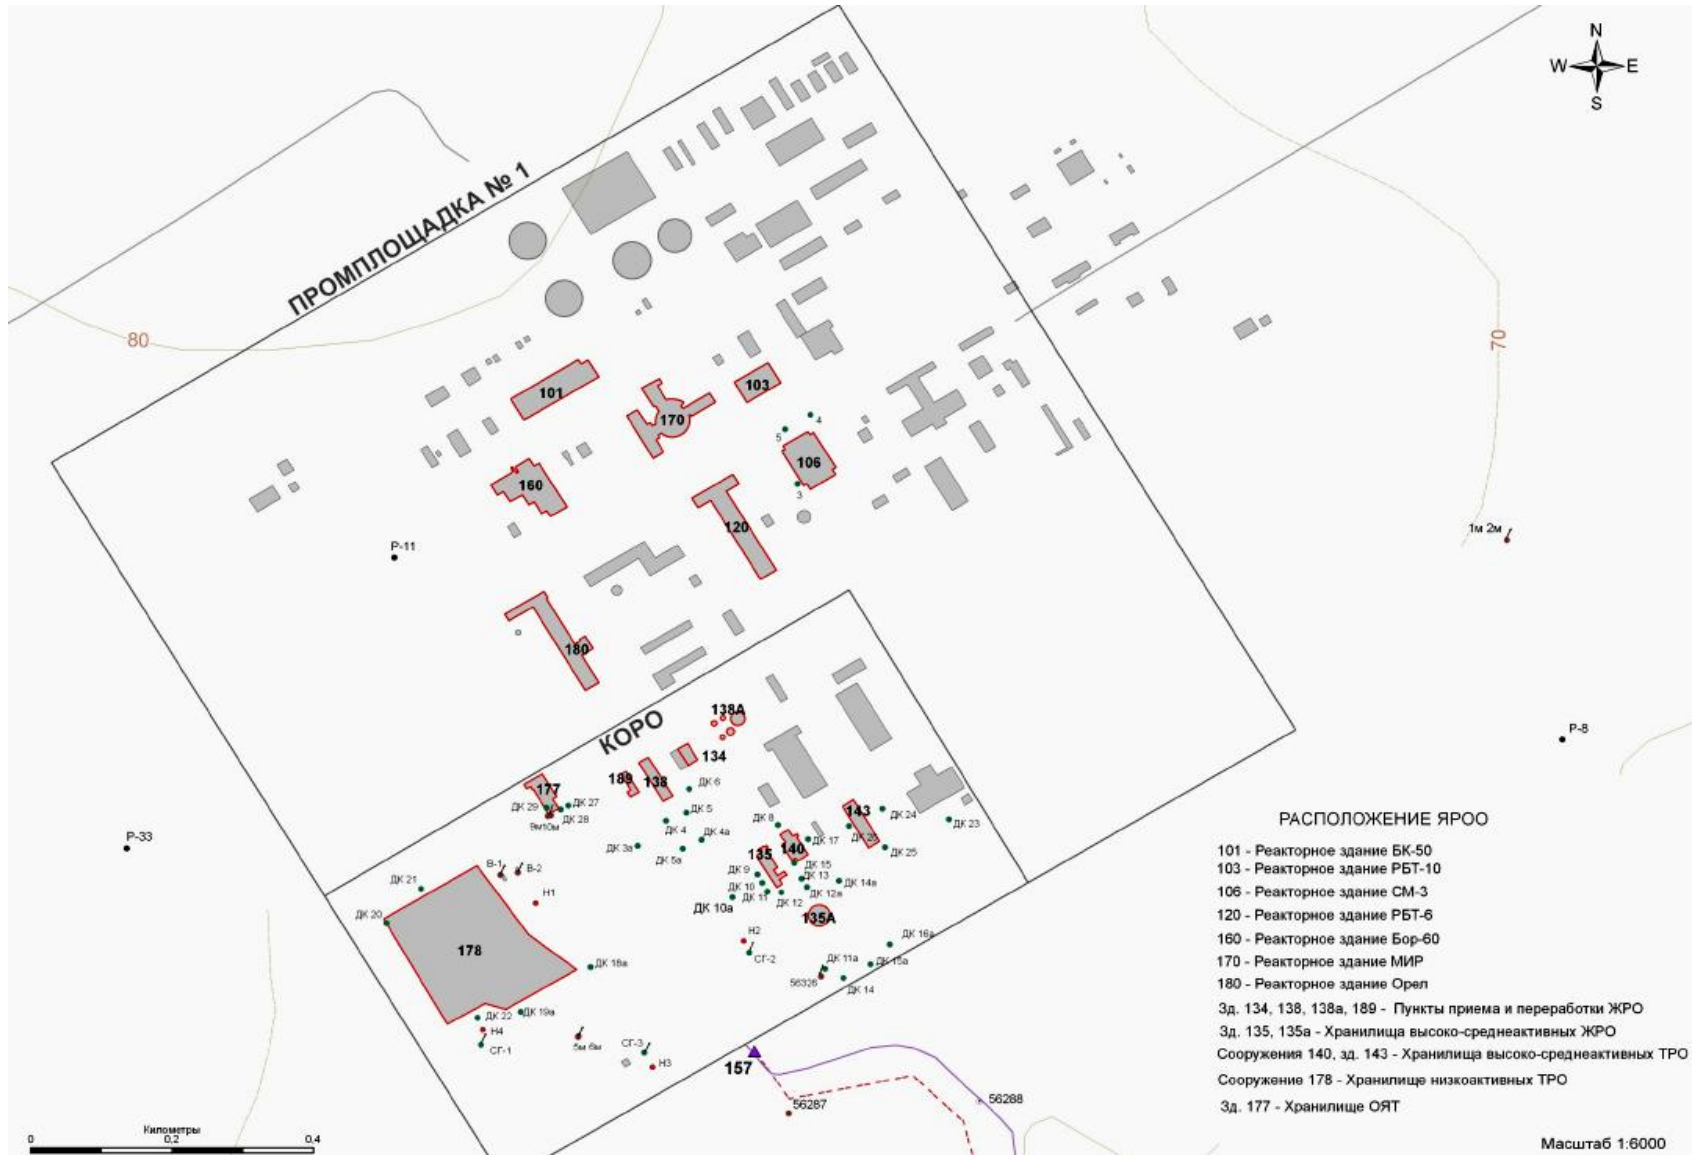 N
W E
S
ПРОМПЛОЩАДКА № 1
80
70
101
103
170
5
4
106
3
160
120
Р-11
1м 2м
180
Р-8
КОРО
138А
134
189
138
177
ДК 6
ДК 29
ДК 27
ДК 28
9м10м
ДК 5
ДК 4
ДК 4а
ДК 3а
ДК 5а
ДК 8
143
ДК 24
ДК 23
ДК 17
ДК 26
ДК 25
140
135
ДК 15
Р-33
В-1
В-2
ДК 9
ДК 13
ДК 10
ДК 14а
ДК 12а
ДК 11
ДК 12
ДК 21
Н1
ДК 10а
135А
ДК 20
178
Н2
СГ-2
ДК 16а
ДК 18а
ДК 11а
ДК 15а
56326
ДК 14
ДК 22
ДК 19а
Н4
СГ-1
5м 6м
СГ-3
Н3
157
56287
56288
РАСПОЛОЖЕНИЕ ЯРОО
101 - Реакторное здание БК-50
103 - Реакторное здание РБТ-10
106 - Реакторное здание СМ-3
120 - Реакторное здание РБТ-6
160 - Реакторное здание Бор-60
170 - Реакторное здание МИР
180 - Реакторное здание Орел
Зд. 134, 138, 138а, 189 - Пункты приема и переработки ЖРО
Зд. 135, 135а - Хранилища высоко-среднеактивных ЖРО
Сооружения 140, зд. 143 - Хранилища высоко-среднеактивных ТРО
Сооружение 178 - Хранилище низкоактивных ТРО
Зд. 177 - Хранилище ОЯТ
Километры
0 0,2 0,4
Масштаб 1:6000